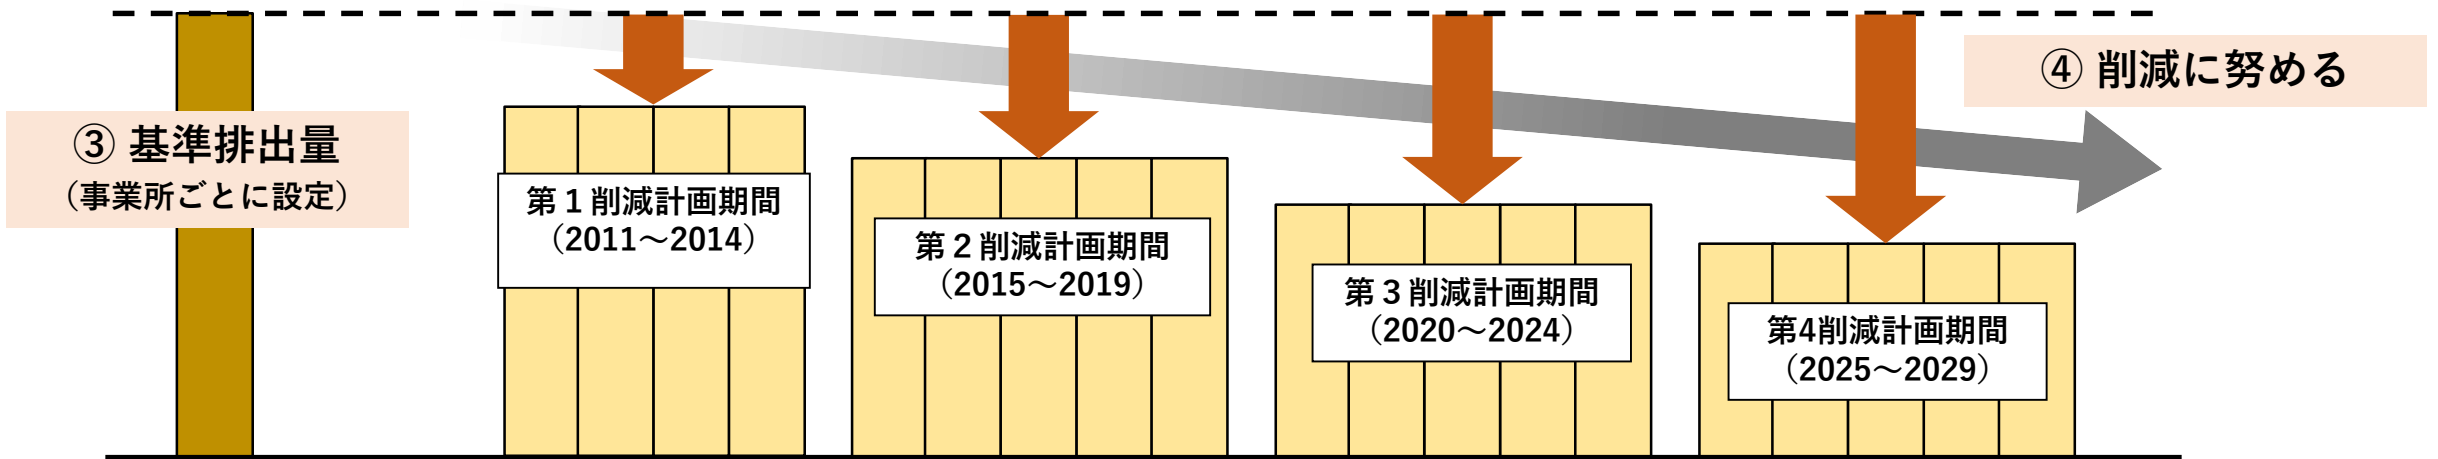 ③ 基準排出量
（事業所ごとに設定）
④ 削減に努める
第１削減計画期間
（2011～2014）
第２削減計画期間
（2015～2019）
第３削減計画期間
（2020～2024）
第4削減計画期間
（2025～2029）